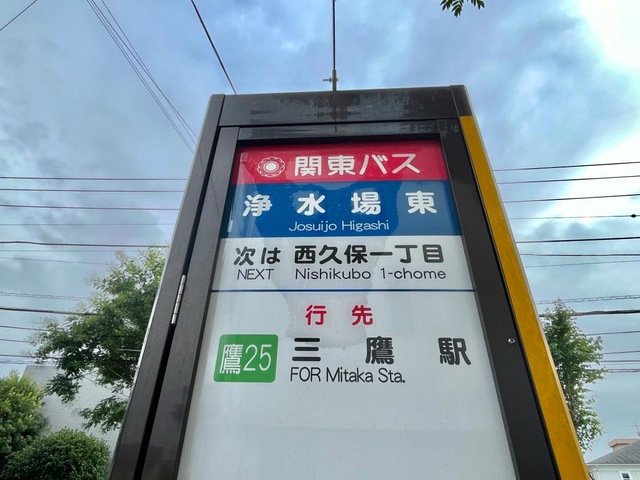 関東バス
浄水場東
Josuijo Higashi
次は 西久保一丁目
NEXT Nishikubo 1-chome
行先
鷹25 三鷹駅
FOR Mitaka Sta.